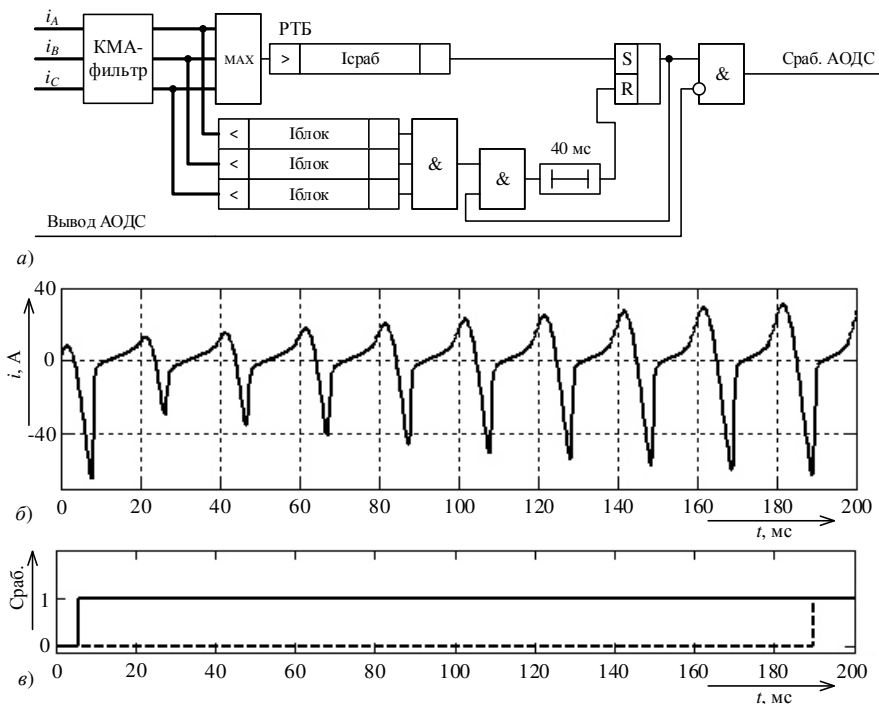 iA
iB
iC
КМА-
фильтр
MAX
РТБ
> Iсраб
S
R
&
Сраб. АОДС
< Iблок
< Iблок
< Iблок
&
&
40 мс
Вывод АОДС
а)
i, А
40
0
-40
0 20 40 60 80 100 120 140 160 180 200
б)
t, мс
Сраб.
1
0
0 20 40 60 80 100 120 140 160 180 200
в)
t, мс